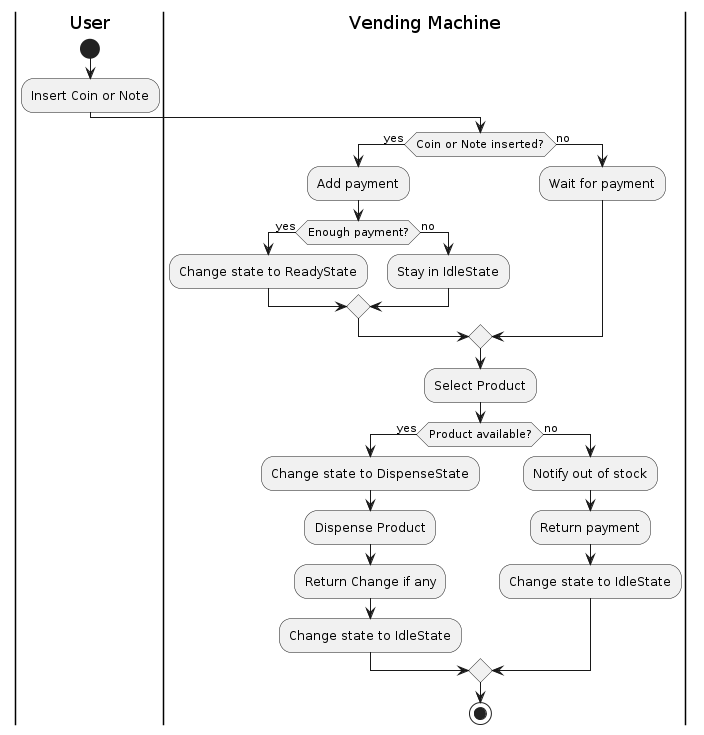 User
Vending Machine
Insert Coin or Note
yes
Coin or Note inserted?
no
Add payment
Wait for payment
yes
Enough payment?
no
Change state to ReadyState
Stay in IdleState
Select Product
yes
Product available?
no
Change state to DispenseState
Notify out of stock
Dispense Product
Return payment
Return Change if any
Change state to IdleState
Change state to IdleState